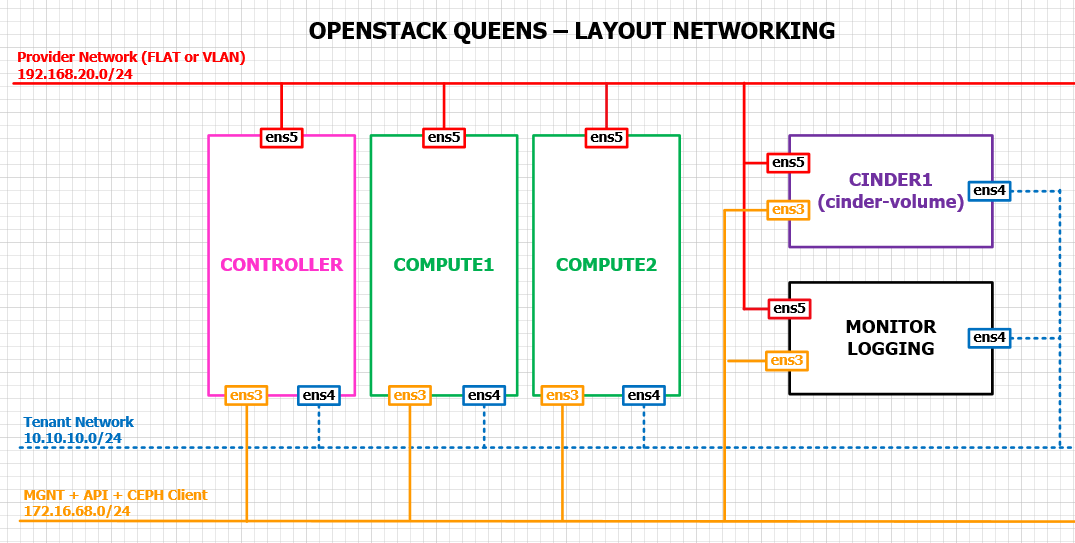 OPENSTACK QUEENS – LAYOUT NETWORKING
Provider Network (FLAT or VLAN)
192.168.20.0/24
ens5
ens5
ens5
CONTROLLER
ens3
ens4
COMPUTE1
ens3
ens4
COMPUTE2
ens3
ens4
ens5
ens3
CINDER1
(cinder-volume)
ens4
ens5
ens3
MONITOR
LOGGING
ens4
Tenant Network
10.10.10.0/24
MGNT + API + CEPH Client
172.16.68.0/24